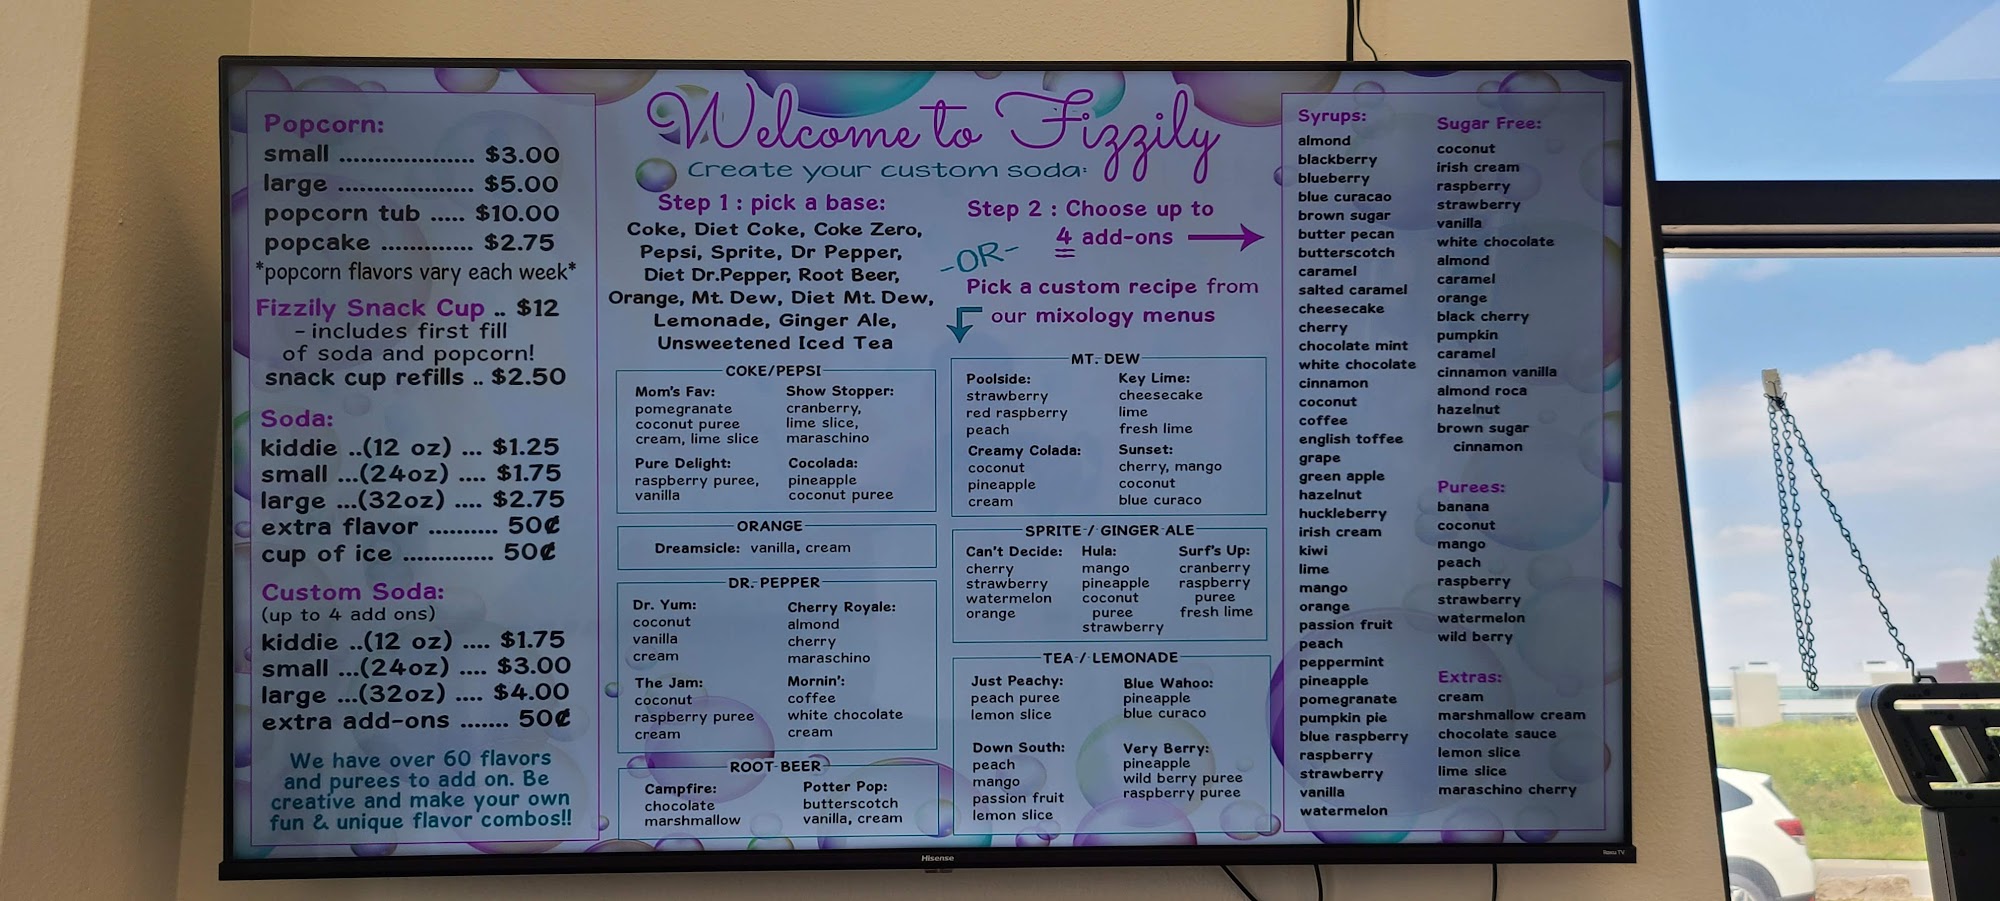 Welcome to Fizzily
Create your custom soda:
Popcorn:
small ................... $3.00
large ................... $5.00
popcorn tub ..... $10.00
popcake ............. $2.75
*popcorn flavors vary each week*
Fizzily Snack Cup .. $12
- includes first fill
of soda and popcorn!
snack cup refills .. $2.50
Soda:
kiddie ..(12 oz) ... $1.25
small ...(24oz) .... $1.75
large ...(32oz) .... $2.75
extra flavor .......... 50¢
cup of ice ............. 50¢
Custom Soda:
(up to 4 add ons)
kiddie ..(12 oz) .... $1.75
small ...(24oz) .... $3.00
large ...(32oz) .... $4.00
extra add-ons ....... 50¢
We have over 60 flavors
and purees to add on. Be
creative and make your own
fun & unique flavor combos!!
Step 1 : pick a base:
Coke, Diet Coke, Coke Zero,
Pepsi, Sprite, Dr Pepper,
Diet Dr.Pepper, Root Beer,
Orange, Mt. Dew, Diet Mt. Dew,
Lemonade, Ginger Ale,
Unsweetened Iced Tea
-OR-
Step 2 : Choose up to
4 add-ons
Pick a custom recipe from
our mixology menus
COKE/PEPSI
Mom's Fav:
pomegranate
coconut puree
cream, lime slice
Show Stopper:
cranberry,
lime slice,
maraschino
Pure Delight:
raspberry puree,
vanilla
Cocolada:
pineapple
coconut puree
ORANGE
Dreamsicle: vanilla, cream
DR. PEPPER
Dr. Yum:
coconut
vanilla
cream
Cherry Royale:
almond
cherry
maraschino
The Jam:
coconut
raspberry puree
cream
Mornin':
coffee
white chocolate
cream
ROOT BEER
Campfire:
chocolate
marshmallow
Potter Pop:
butterscotch
vanilla, cream
MT. DEW
Poolside:
strawberry
red raspberry
peach
Key Lime:
cheesecake
lime
fresh lime
Creamy Colada:
coconut
pineapple
cream
Sunset:
cherry, mango
coconut
blue curaco
SPRITE / GINGER ALE
Can't Decide:
cherry
strawberry
watermelon
orange
Hula:
mango
pineapple
coconut
puree
strawberry
Surf's Up:
cranberry
raspberry
puree
fresh lime
TEA / LEMONADE
Just Peachy:
peach puree
lemon slice
Blue Wahoo:
pineapple
blue curaco
Down South:
peach
mango
passion fruit
lemon slice
Very Berry:
pineapple
wild berry puree
raspberry puree
Syrups:
almond
blackberry
blueberry
blue curacao
brown sugar
butter pecan
butterscotch
caramel
salted caramel
cheesecake
cherry
chocolate mint
white chocolate
cinnamon
coconut
coffee
english toffee
grape
green apple
hazelnut
huckleberry
irish cream
kiwi
lime
mango
orange
passion fruit
peach
peppermint
pineapple
pomegranate
pumpkin pie
blue raspberry
raspberry
strawberry
vanilla
watermelon
Sugar Free:
coconut
irish cream
raspberry
strawberry
vanilla
white chocolate
almond
caramel
orange
black cherry
pumpkin
caramel
cinnamon vanilla
almond roca
hazelnut
brown sugar
cinnamon
Purees:
banana
coconut
mango
peach
raspberry
strawberry
watermelon
wild berry
Extras:
cream
marshmallow cream
chocolate sauce
lemon slice
lime slice
maraschino cherry
Hisense
Roku TV